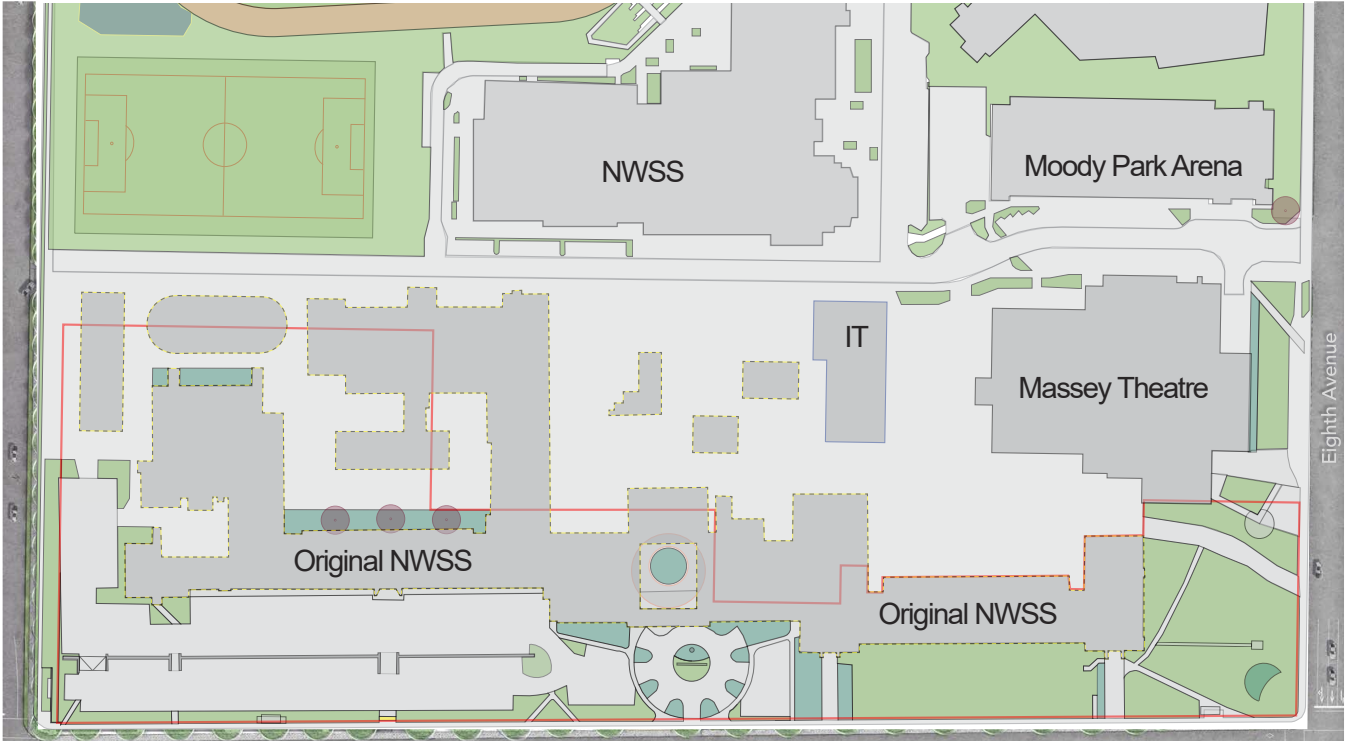 NWSS
Moody Park Arena
IT
Massey Theatre
Eighth Avenue
Original NWSS
Original NWSS